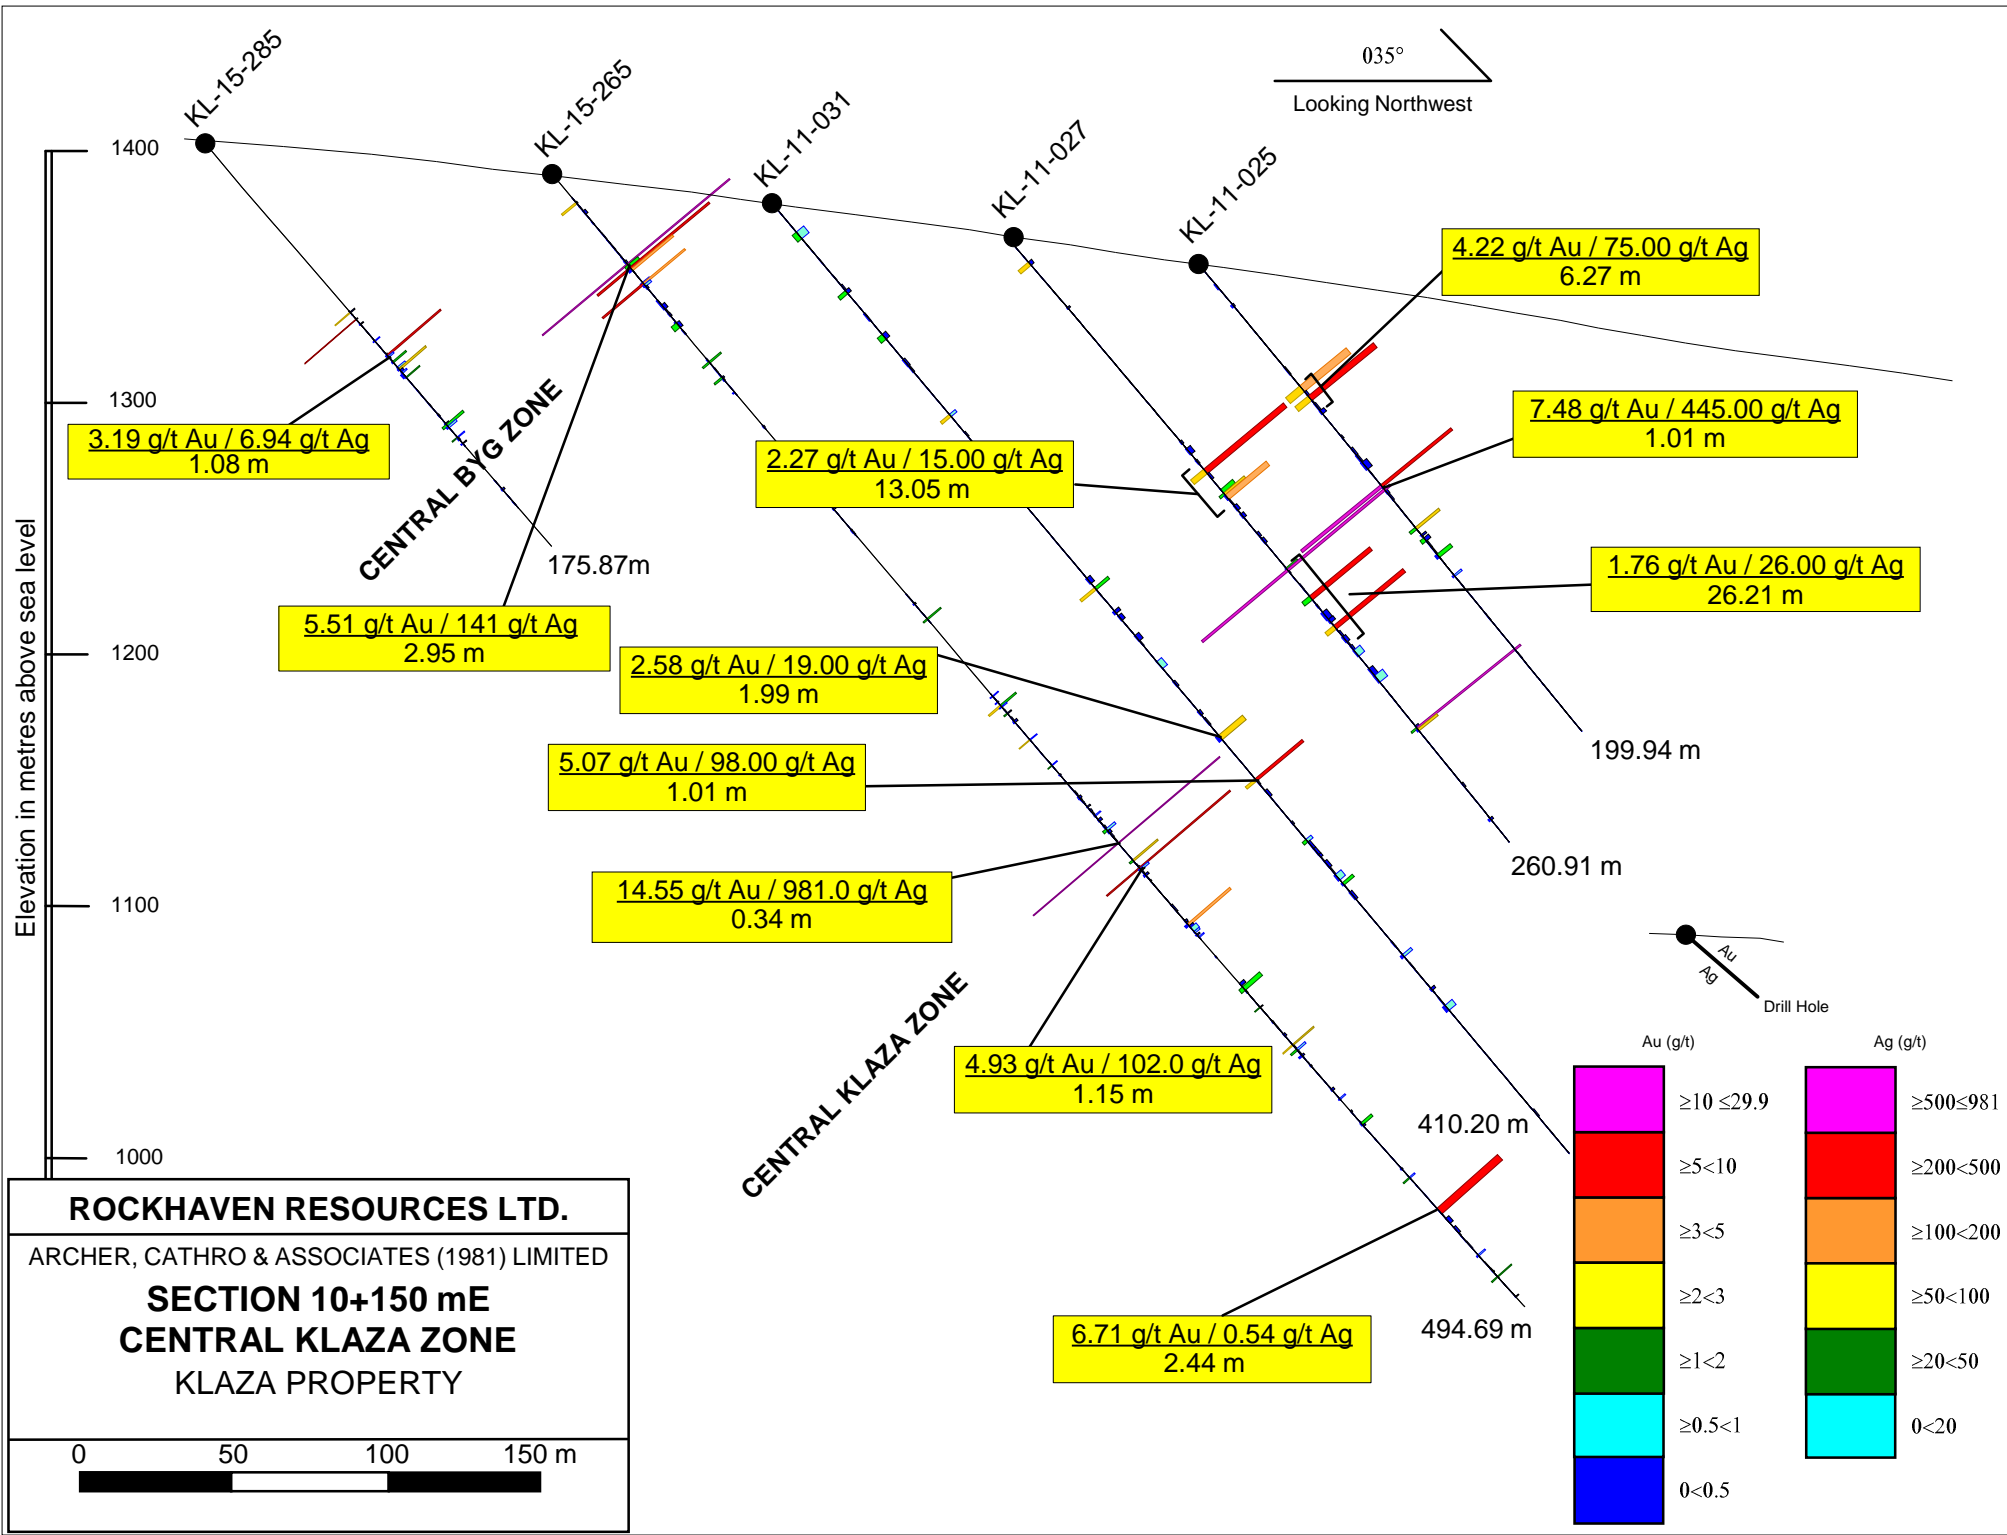 KL-15-285
KL-15-265
KL-11-031
KL-11-027
KL-11-025
035°
Looking Northwest
Elevation in metres above sea level
1400
1300
1200
1100
1000
4.22 g/t Au / 75.00 g/t Ag
6.27 m
7.48 g/t Au / 445.00 g/t Ag
1.01 m
3.19 g/t Au / 6.94 g/t Ag
1.08 m
CENTRAL BYG ZONE
2.27 g/t Au / 15.00 g/t Ag
13.05 m
175.87m
1.76 g/t Au / 26.00 g/t Ag
26.21 m
5.51 g/t Au / 141 g/t Ag
2.95 m
2.58 g/t Au / 19.00 g/t Ag
1.99 m
199.94 m
5.07 g/t Au / 98.00 g/t Ag
1.01 m
260.91 m
14.55 g/t Au / 981.0 g/t Ag
0.34 m
CENTRAL KLAZA ZONE
4.93 g/t Au / 102.0 g/t Ag
1.15 m
410.20 m
6.71 g/t Au / 0.54 g/t Ag
2.44 m
494.69 m
Au
Ag
Drill Hole
Au (g/t)
≥10 ≤29.9
≥5<10
≥3<5
≥2<3
≥1<2
≥0.5<1
0<0.5
Ag (g/t)
≥500≤981
≥200<500
≥100<200
≥50<100
≥20<50
0<20
ROCKHAVEN RESOURCES LTD.
ARCHER, CATHRO & ASSOCIATES (1981) LIMITED
SECTION 10+150 mE
CENTRAL KLAZA ZONE
KLAZA PROPERTY
0 50 100 150 m